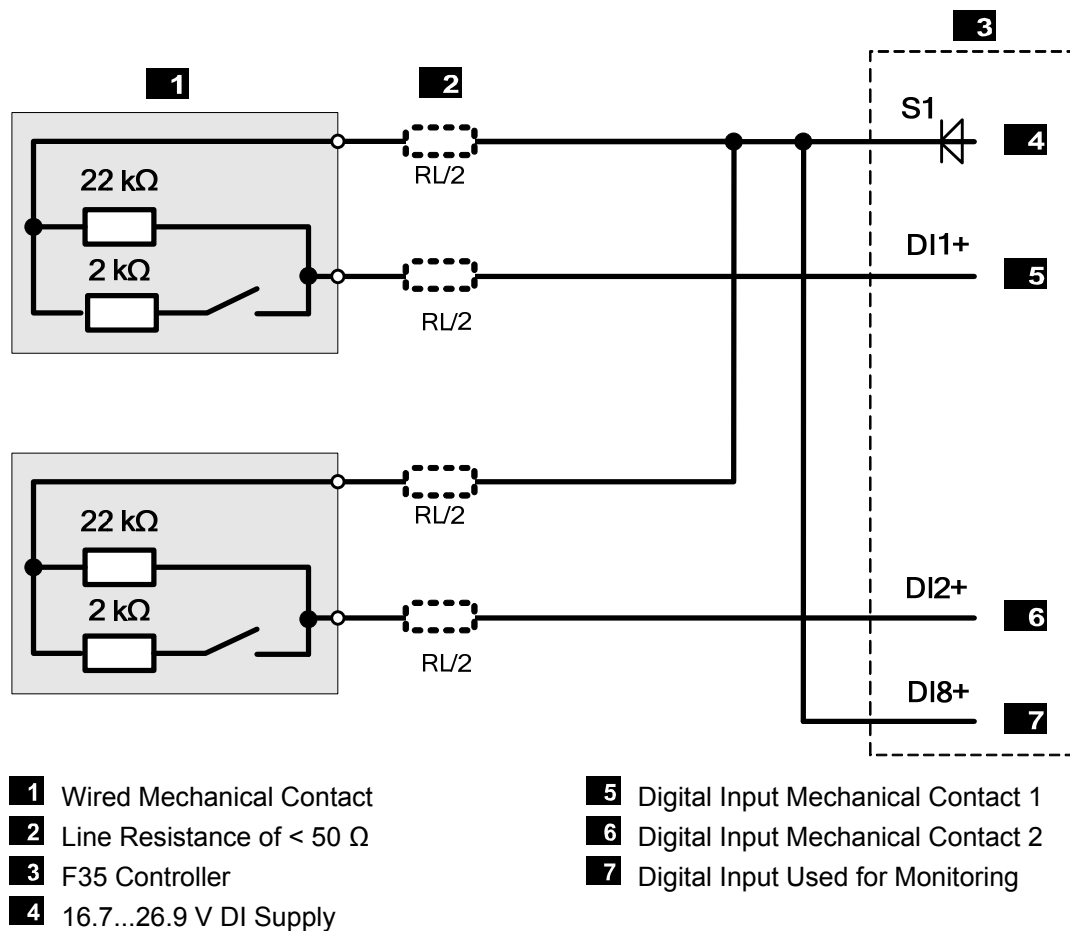 3
1
2
S1
4
22 kΩ
RL/2
2 kΩ
DI1+
5
RL/2
22 kΩ
RL/2
2 kΩ
DI2+
6
RL/2
DI8+
7
1 Wired Mechanical Contact
2 Line Resistance of < 50 Ω
3 F35 Controller
4 16.7...26.9 V DI Supply
5 Digital Input Mechanical Contact 1
6 Digital Input Mechanical Contact 2
7 Digital Input Used for Monitoring